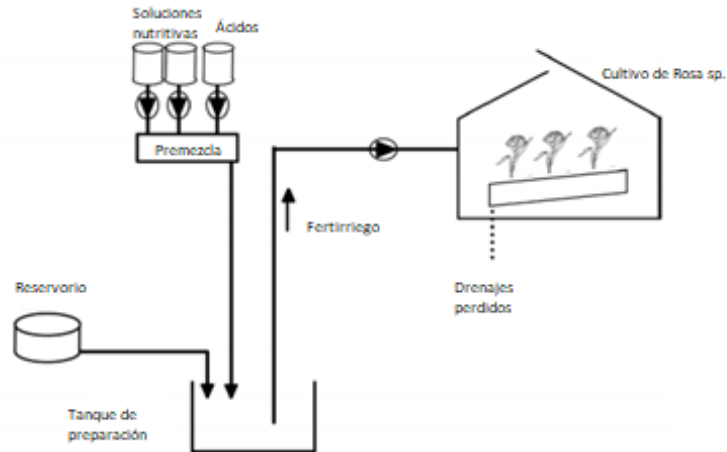 Soluciones
nutritivas
Ácidos
Cultivo de Rosa sp.
Premezcla
Fertirriego
Reservorio
Drenajes
perdidos
Tanque de
preparación